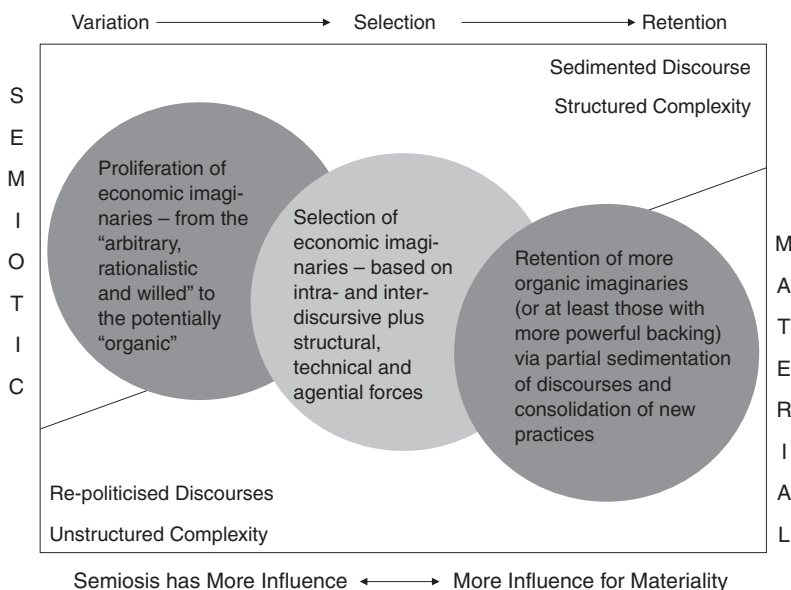 Variation Selection Retention
Sedimented Discourse
Structured Complexity
SEMIOTIC
Proliferation of
economic imagi-
naries – from the
“arbitrary,
rationalistic
and willed” to
the potentially
“organic”
Selection of
economic imagi-
naries – based on
intra- and inter-
discursive plus
structural,
technical and
agential forces
Retention of more
organic imaginaries
(or at least those with
more powerful backing)
via partial sedimentation
of discourses and
consolidation of new
practices
MATERIAL
Re-politicised Discourses
Unstructured Complexity
Semiosis has More Influence More Influence for Materiality